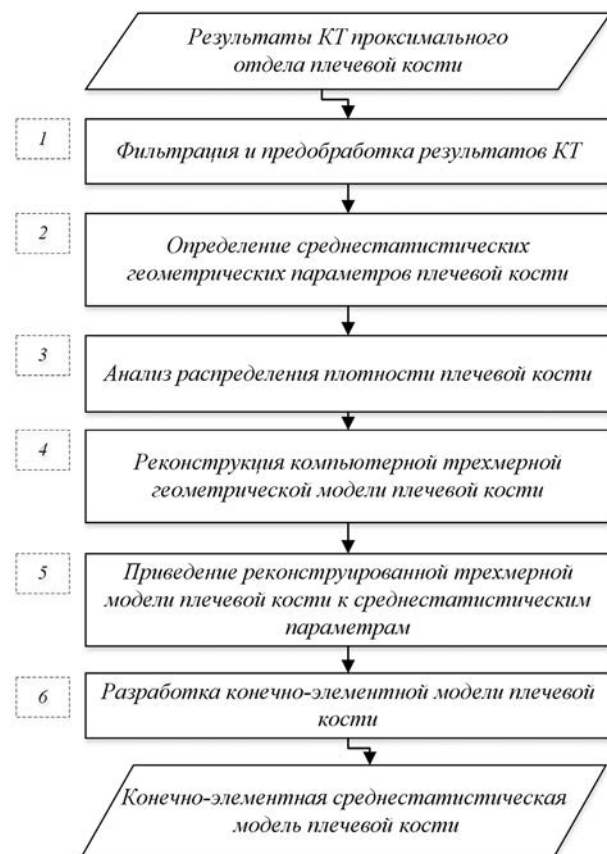 Результаты КТ проксимального
отдела плечевой кости
1
Фильтрация и предобработка результатов КТ
2
Определение среднестатистических
геометрических параметров плечевой кости
3
Анализ распределения плотности плечевой кости
4
Реконструкция компьютерной трехмерной
геометрической модели плечевой кости
5
Приведение реконструированной трехмерной
модели плечевой кости к среднестатистическим
параметрам
6
Разработка конечно-элементной модели плечевой
кости
Конечно-элементная среднестатистическая
модель плечевой кости